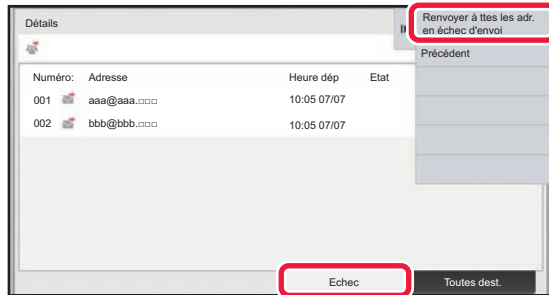 Détails
Renvoyer à ttes les adr.
en échec d'envoi
Précédent
Numéro: Adresse Heure dép Etat
001 aaa@aaa.□□□ 10:05 07/07
002 bbb@bbb.□□□ 10:05 07/07
Echec Toutes dest.